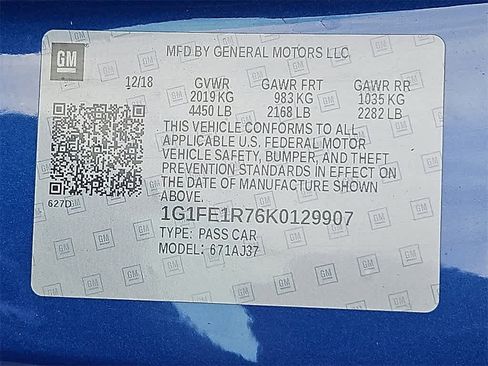 GM
MFD BY GENERAL MOTORS LLC
12/18 GVWR GAWR FRT GAWR RR
2019 KG 983 KG 1035 KG
4450 LB 2168 LB 2282 LB
THIS VEHICLE CONFORMS TO ALL
APPLICABLE U.S. FEDERAL MOTOR
VEHICLE SAFETY, BUMPER, AND THEFT
PREVENTION STANDARDS IN EFFECT ON
THE DATE OF MANUFACTURE SHOWN
ABOVE.
627D
1G1FE1R76K0129907
TYPE: PASS CAR
MODEL: 671AJ37